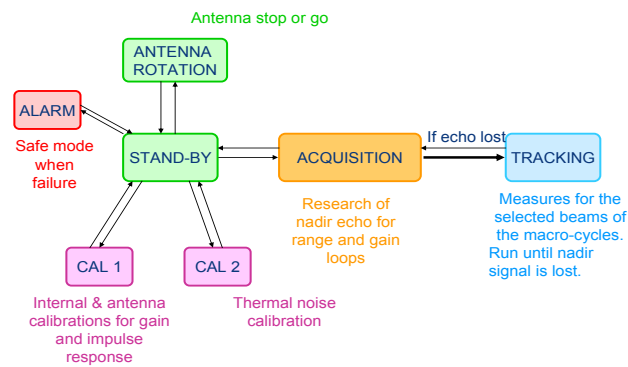 Antenna stop or go
ANTENNA
ROTATION
ALARM
Safe mode
when
failure
STAND-BY
ACQUISITION
If echo lost
TRACKING
Research of
nadir echo for
range and gain
loops
Measures for the
selected beams of
the macro-cycles.
Run until nadir
signal is lost.
CAL 1
CAL 2
Internal & antenna
calibrations for gain
and impulse
response
Thermal noise
calibration